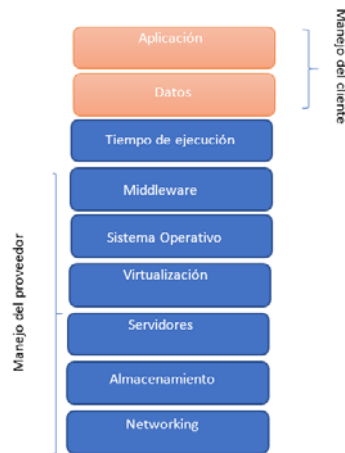 Aplicación
Datos
Manejo del cliente
Tiempo de ejecución
Middleware
Sistema Operativo
Virtualización
Servidores
Almacenamiento
Networking
Manejo del proveedor